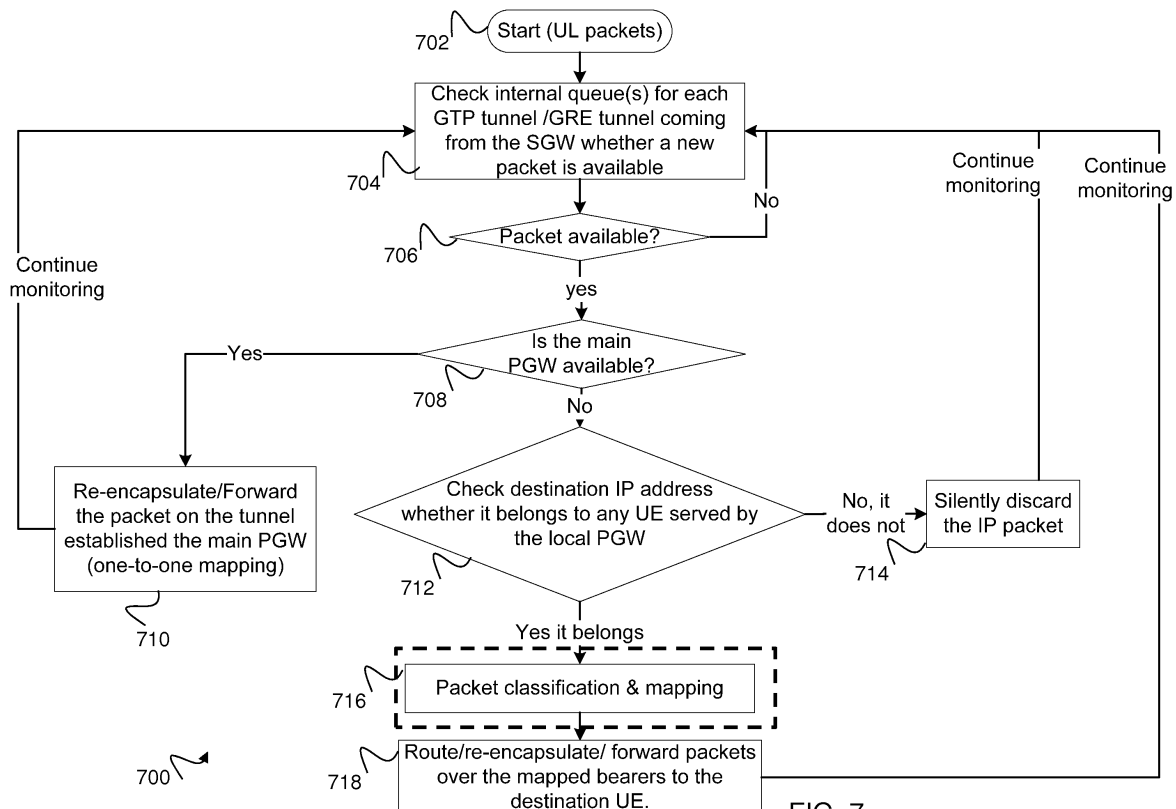 702
Start (UL packets)
Check internal queue(s) for each
GTP tunnel /GRE tunnel coming
from the SGW whether a new
packet is available
704
No
Continue
monitoring
Continue
monitoring
Packet available?
706
Continue
monitoring
yes
Is the main
PGW available?
Yes
708
No
Re-encapsulate/Forward
the packet on the tunnel
established the main PGW
(one-to-one mapping)
710
Check destination IP address
whether it belongs to any UE served by
the local PGW
712
No, it
does not
Silently discard
the IP packet
714
Yes it belongs
716
Packet classification & mapping
700
718
Route/re-encapsulate/ forward packets
over the mapped bearers to the
destination UE.
FIG. 7